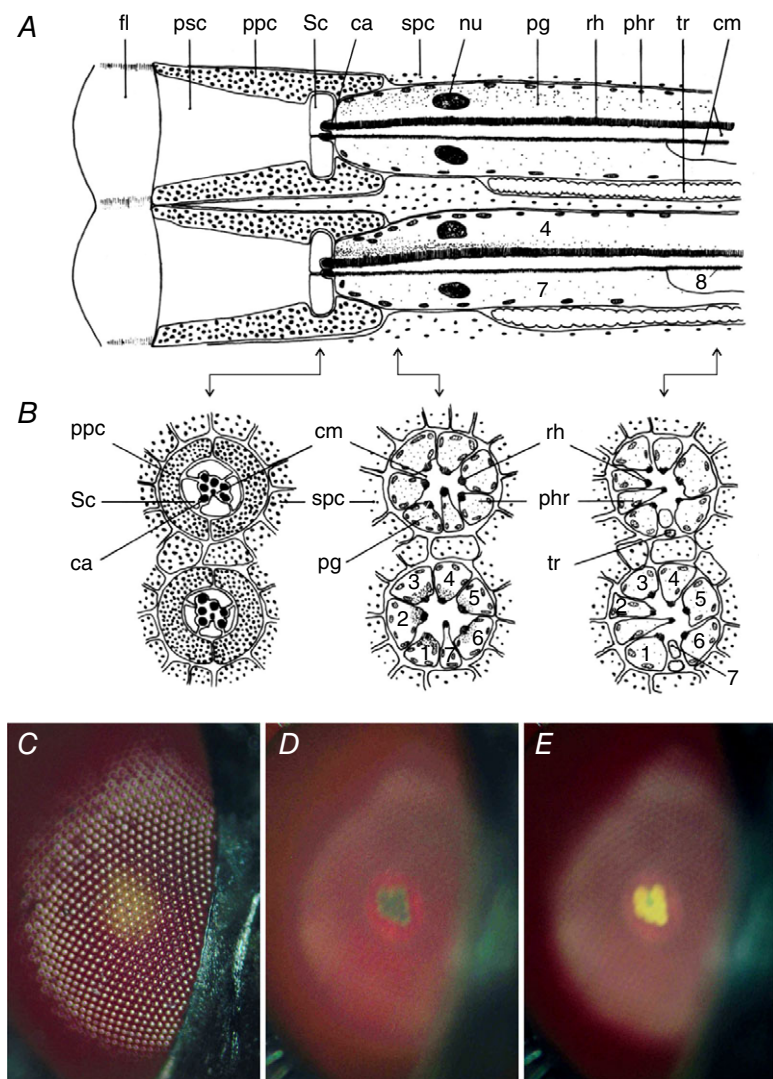 A
fl psc ppc Sc ca spc nu pg rh phr tr cm
4
7 8
B
ppc cm rh
Sc spc phr
ca pg tr
3 4 5 3 4
2 2 5
1 7 6 1 6
7
C D E